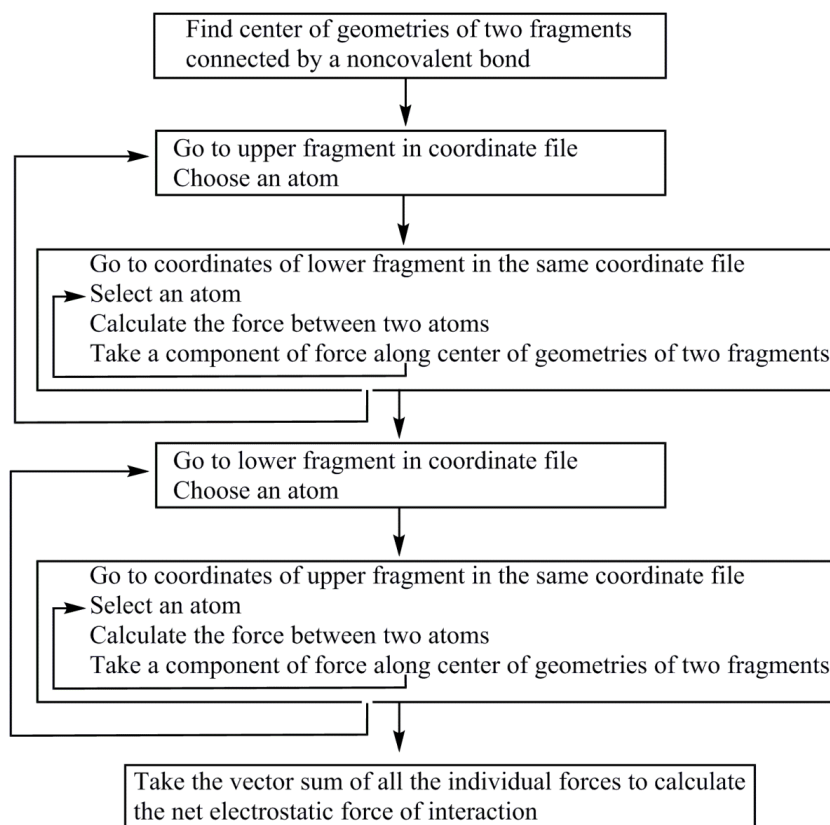 Find center of geometries of two fragments
connected by a noncovalent bond
Go to upper fragment in coordinate file
Choose an atom
Go to coordinates of lower fragment in the same coordinate file
Select an atom
Calculate the force between two atoms
Take a component of force along center of geometries of two fragments
Go to lower fragment in coordinate file
Choose an atom
Go to coordinates of upper fragment in the same coordinate file
Select an atom
Calculate the force between two atoms
Take a component of force along center of geometries of two fragments
Take the vector sum of all the individual forces to calculate
the net electrostatic force of interaction